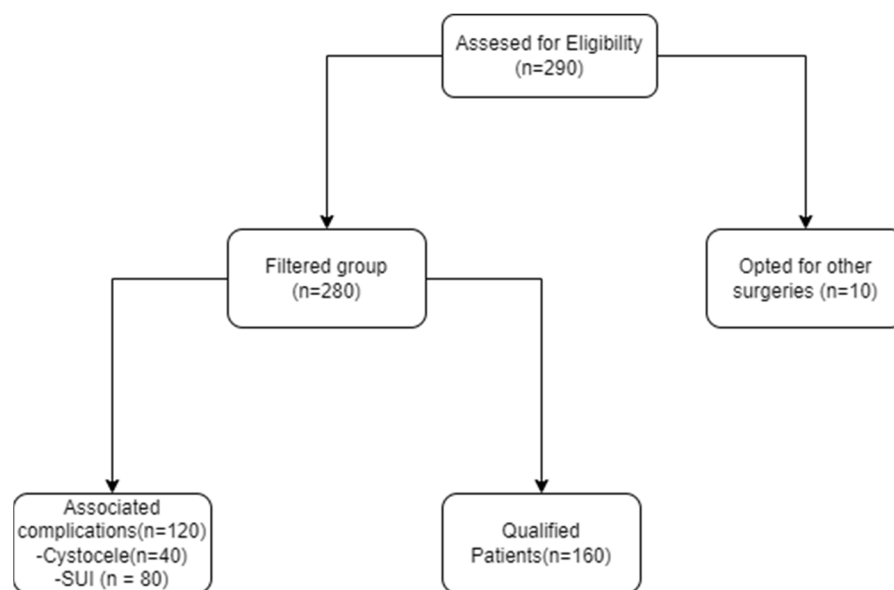 Assesed for Eligibility
(n=290)
Filtered group
(n=280)
Opted for other
surgeries (n=10)
Associated
complications(n=120)
-Cystocele(n=40)
-SUI (n = 80)
Qualified
Patients(n=160)